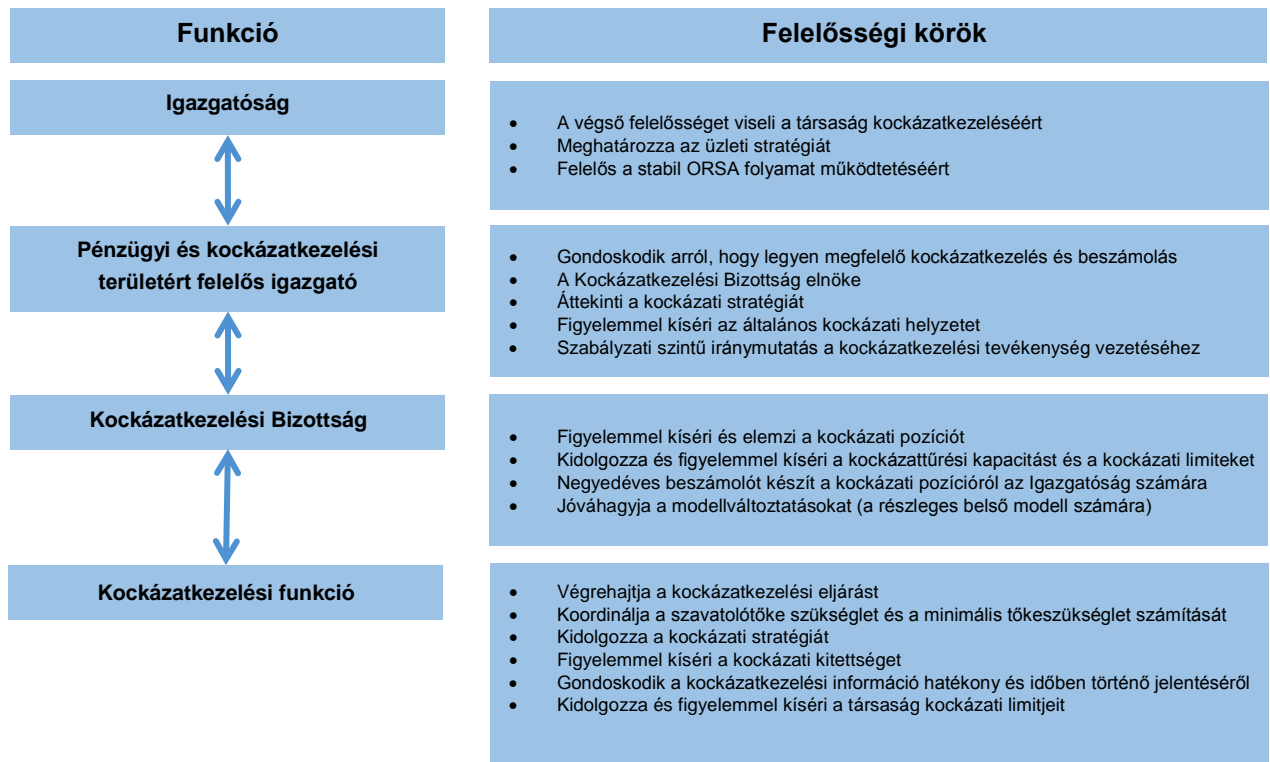 Funkció
Felelősségi körök
Igazgatóság
• A végső felelősséget viseli a társaság kockázatkezeléséért
• Meghatározza az üzleti stratégiát
• Felelős a stabil ORSA folyamat működtetéséért
Pénzügyi és kockázatkezelési
területért felelős igazgató
• Gondoskodik arról, hogy legyen megfelelő kockázatkezelés és beszámolás
• A Kockázatkezelési Bizottság elnöke
• Áttekinti a kockázati stratégiát
• Figyelemmel kíséri az általános kockázati helyzetet
• Szabályzati szintű iránymutatás a kockázatkezelési tevékenység vezetéséhez
Kockázatkezelési Bizottság
• Figyelemmel kíséri és elemzi a kockázati pozíciót
• Kidolgozza és figyelemmel kíséri a kockázattűrési kapacitást és a kockázati limiteket
• Negyedéves beszámolót készít a kockázati pozícióról az Igazgatóság számára
• Jóváhagyja a modellváltoztatásokat (a részleges belső modell számára)
Kockázatkezelési funkció
• Végrehajtja a kockázatkezelési eljárást
• Koordinálja a szavatolótőke szükséglet és a minimális tőkeszükséglet számítását
• Kidolgozza a kockázati stratégiát
• Figyelemmel kíséri a kockázati kitettséget
• Gondoskodik a kockázatkezelési információ hatékony és időben történő jelentéséről
• Kidolgozza és figyelemmel kíséri a társaság kockázati limitjeit